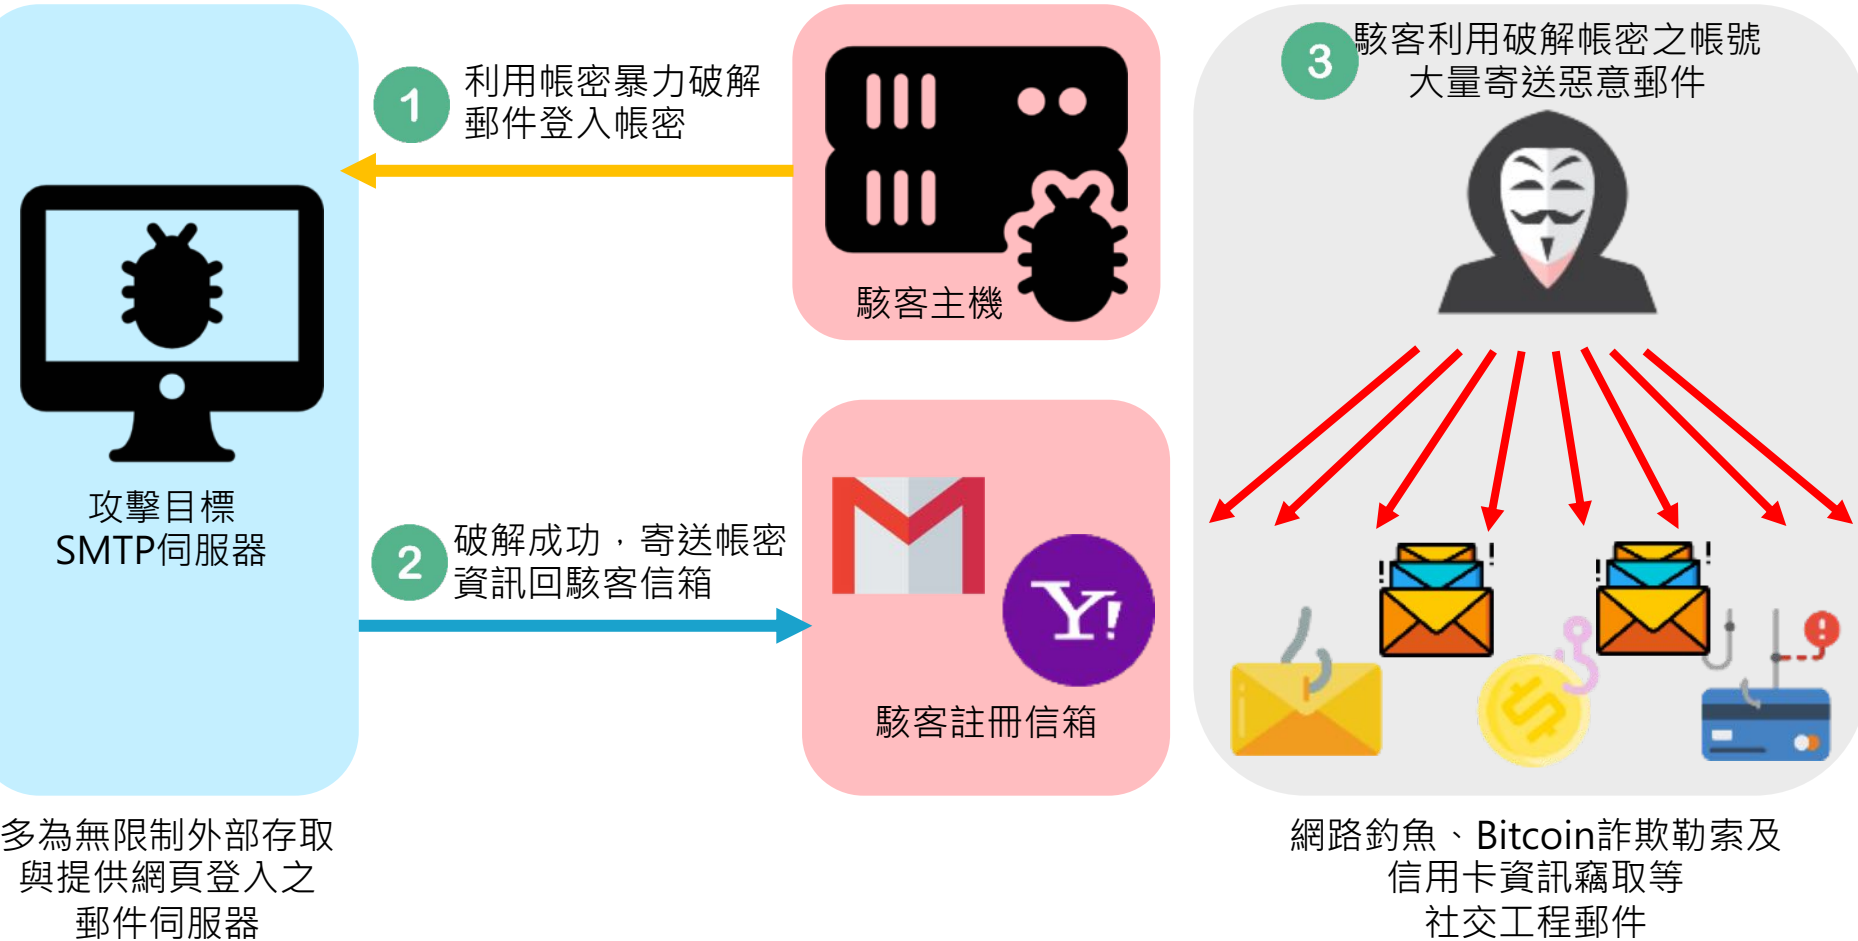 1
利用帳密暴力破解
郵件登入帳密
駭客主機
攻擊目標
SMTP伺服器
2
破解成功，寄送帳密
資訊回駭客信箱
Y!
駭客註冊信箱
多為無限制外部存取
與提供網頁登入之
郵件伺服器
3
駭客利用破解帳密之帳號
大量寄送惡意郵件
網路釣魚、Bitcoin詐欺勒索及
信用卡資訊竊取等
社交工程郵件